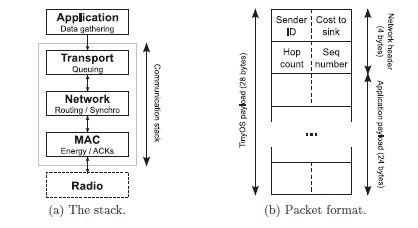 Application
Data gathering
Transport
Queuing
Network
Routing / Synchro
MAC
Energy / ACKs
Radio
Communication stack
(a) The stack.
TinyOS payload (28 bytes)
Sender ID
Cost to sink
Hop count
Seq number
...
Network header
(4 bytes)
Application payload
(24 bytes)
(b) Packet format.